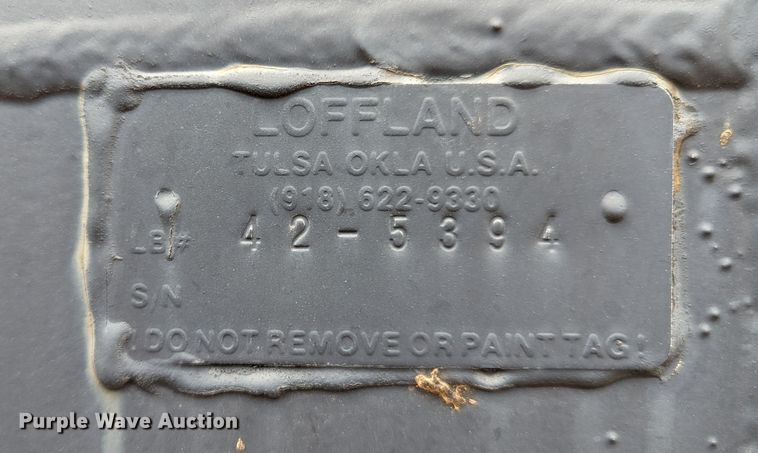 LOFFLAND
TULSA OKLA U.S.A.
(918) 622-9330
LB# 42-5394
S/N
! DO NOT REMOVE OR PAINT TAG !
Purple Wave Auction